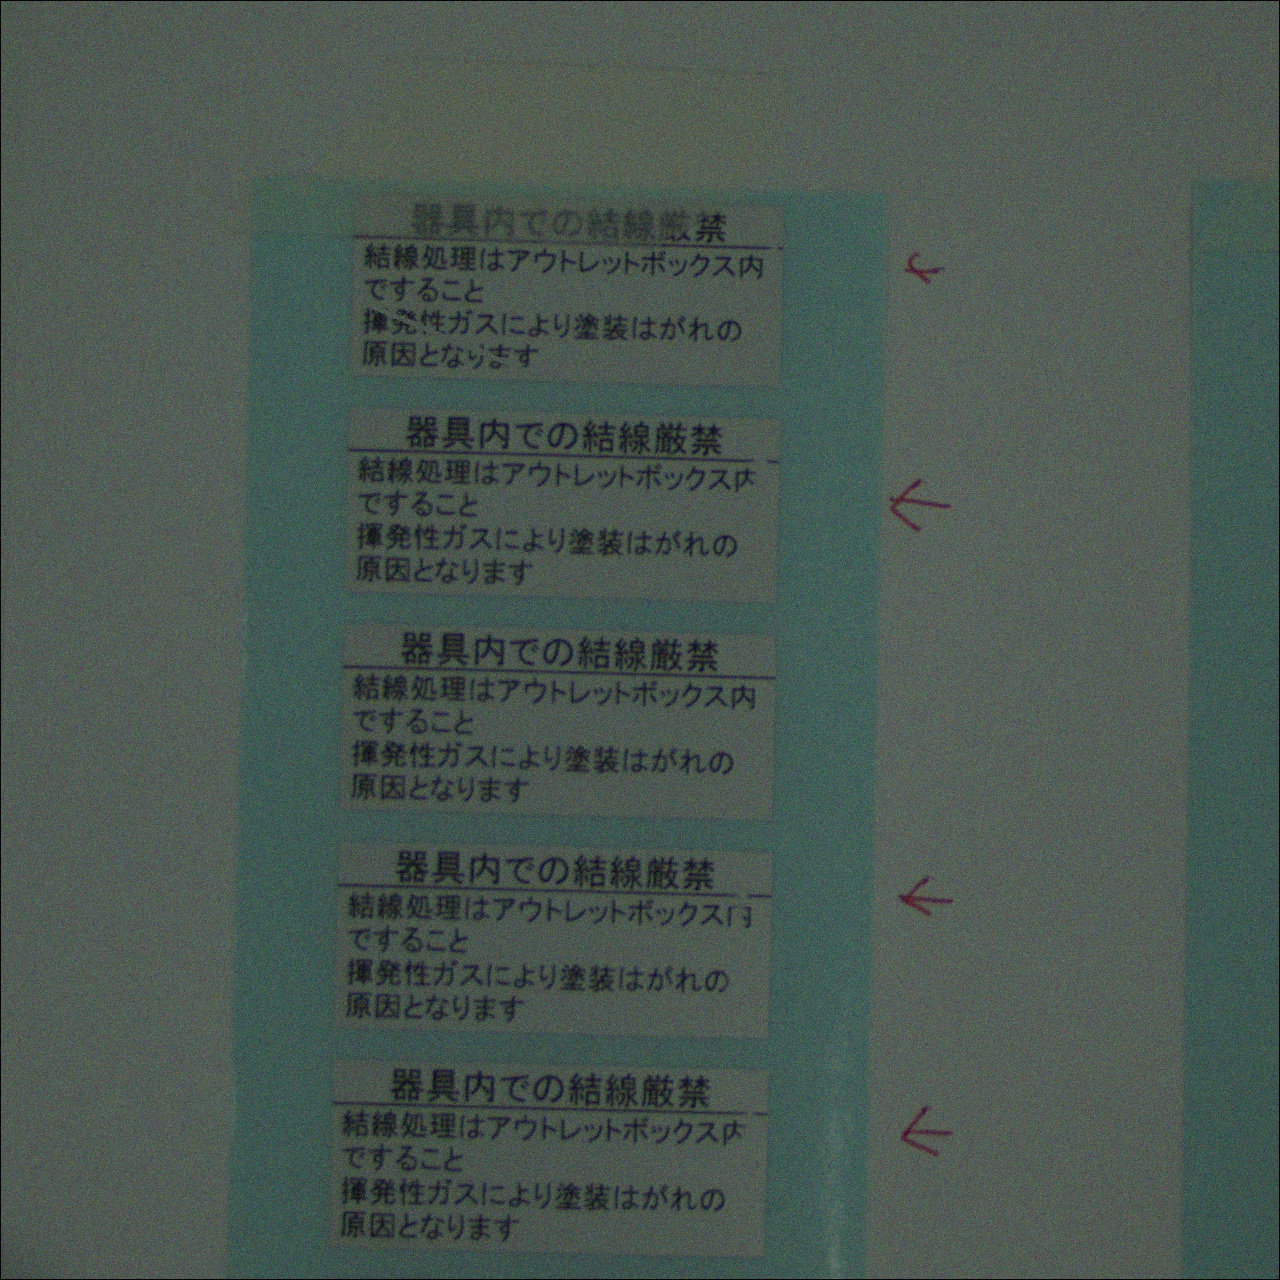 器具内での結線厳禁
結線処理はアウトレットボックス内
ですること
揮発性ガスにより塗装はがれの
原因となります
器具内での結線厳禁
結線処理はアウトレットボックス内
ですること
揮発性ガスにより塗装はがれの
原因となります
器具内での結線厳禁
結線処理はアウトレットボックス内
ですること
揮発性ガスにより塗装はがれの
原因となります
器具内での結線厳禁
結線処理はアウトレットボックス内
ですること
揮発性ガスにより塗装はがれの
原因となります
器具内での結線厳禁
結線処理はアウトレットボックス内
ですること
揮発性ガスにより塗装はがれの
原因となります